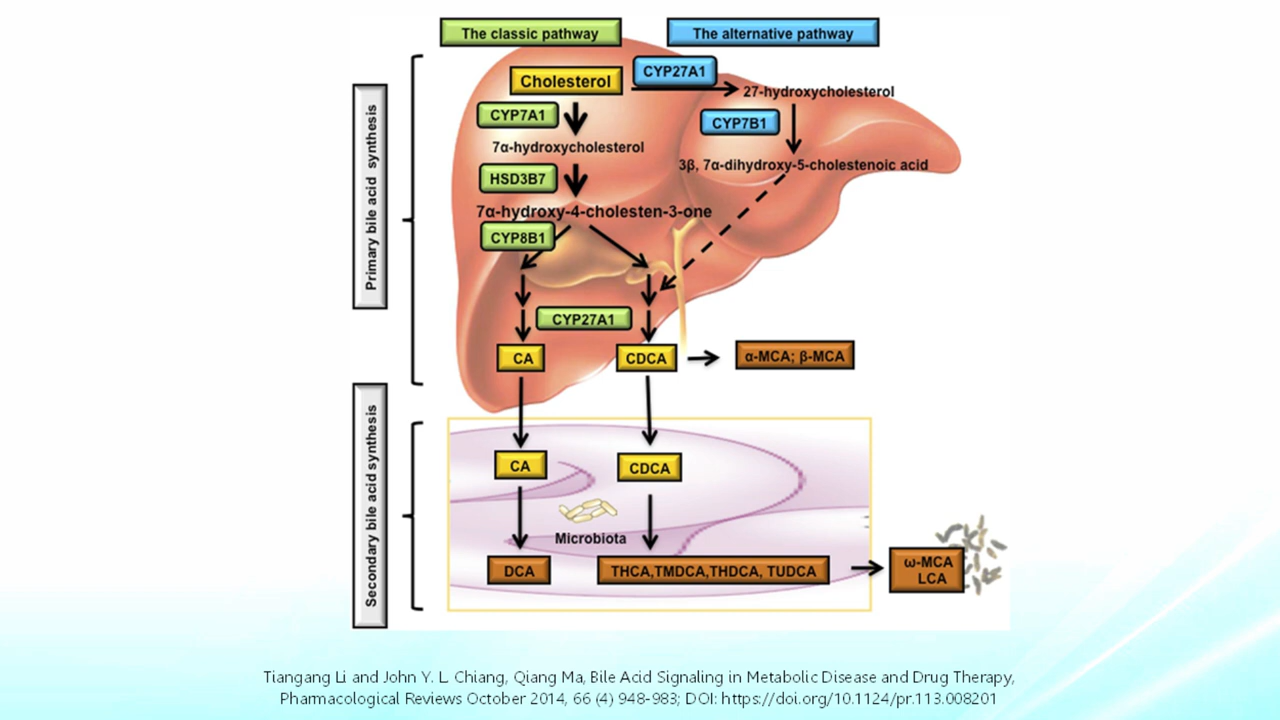 The classic pathway
The alternative pathway
Primary bile acid synthesis
Cholesterol
CYP27A1
27-hydroxycholesterol
CYP7A1
CYP7B1
7α-hydroxycholesterol
3β, 7α-dihydroxy-5-cholestenoic acid
HSD3B7
7α-hydroxy-4-cholesten-3-one
CYP8B1
CYP27A1
CA
CDCA
α-MCA; β-MCA
Secondary bile acid synthesis
CA
CDCA
Microbiota
DCA
THCA,TMDCA,THDCA, TUDCA
ω-MCA
LCA
Tiangang Li and John Y. L. Chiang, Qiang Ma, Bile Acid Signaling in Metabolic Disease and Drug Therapy,
Pharmacological Reviews October 2014, 66 (4) 948-983; DOI: https://doi.org/10.1124/pr.113.008201